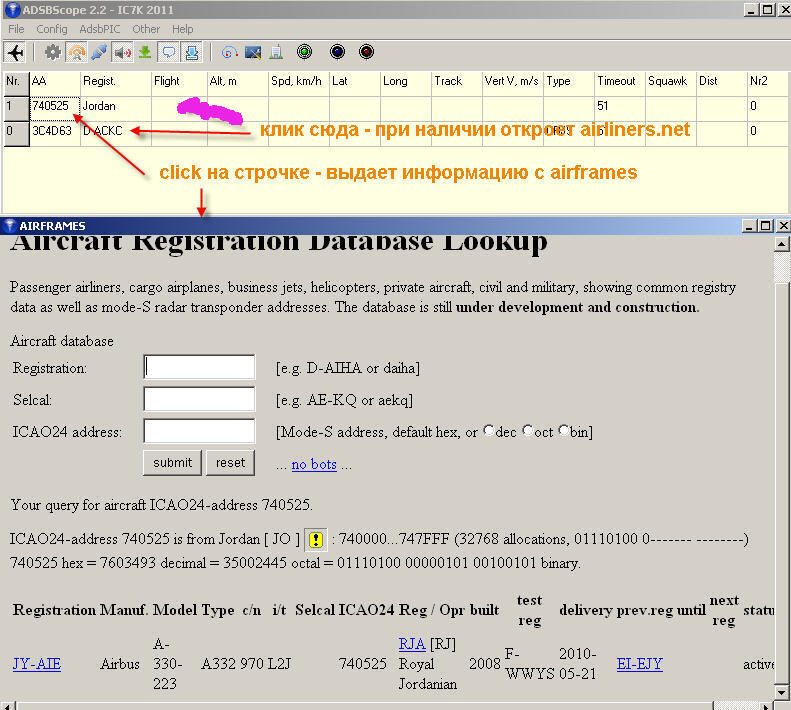 ADSBScope 2.2 - IC7K 2011
File Config AdsbPIC Other Help
Nr. AA Regist. Flight Alt, m Spd, km/h Lat Long Track Vert V, m/s Type Timeout Squawk Dist Nr2
1 740525 Jordan 51 0
0 3C4D63 D-ACKC 0
клик сюда - при наличии откроет airliners.net
click на строчке - выдает информацию с airframes
AIRFRAMES
Aircraft Registration Database Lookup
Passenger airliners, cargo airplanes, business jets, helicopters, private aircraft, civil and military, showing common registry
data as well as mode-S radar transponder addresses. The database is still under development and construction.
Aircraft database
Registration: [e.g. D-AIHA or daiha]
Selcal: [e.g. AE-KQ or aekq]
ICAO24 address: [Mode-S address, default hex, or dec oct bin]
submit reset ... no bots ...
Your query for aircraft ICAO24-address 740525.
ICAO24-address 740525 is from Jordan [ JO ] ! : 740000...747FFF (32768 allocations, 01110100 0------- --------)
740525 hex = 7603493 decimal = 35002445 octal = 01110100 00000101 00100101 binary.
Registration Manuf. Model Type c/n i/t Selcal ICAO24 Reg / Opr built test reg delivery prev.reg until next reg statu
JY-AIE Airbus A-330-223 A332 970 L2J 740525 RJA [RJ] Royal Jordanian 2008 F-WWYS 2010-05-21 EI-EJY active